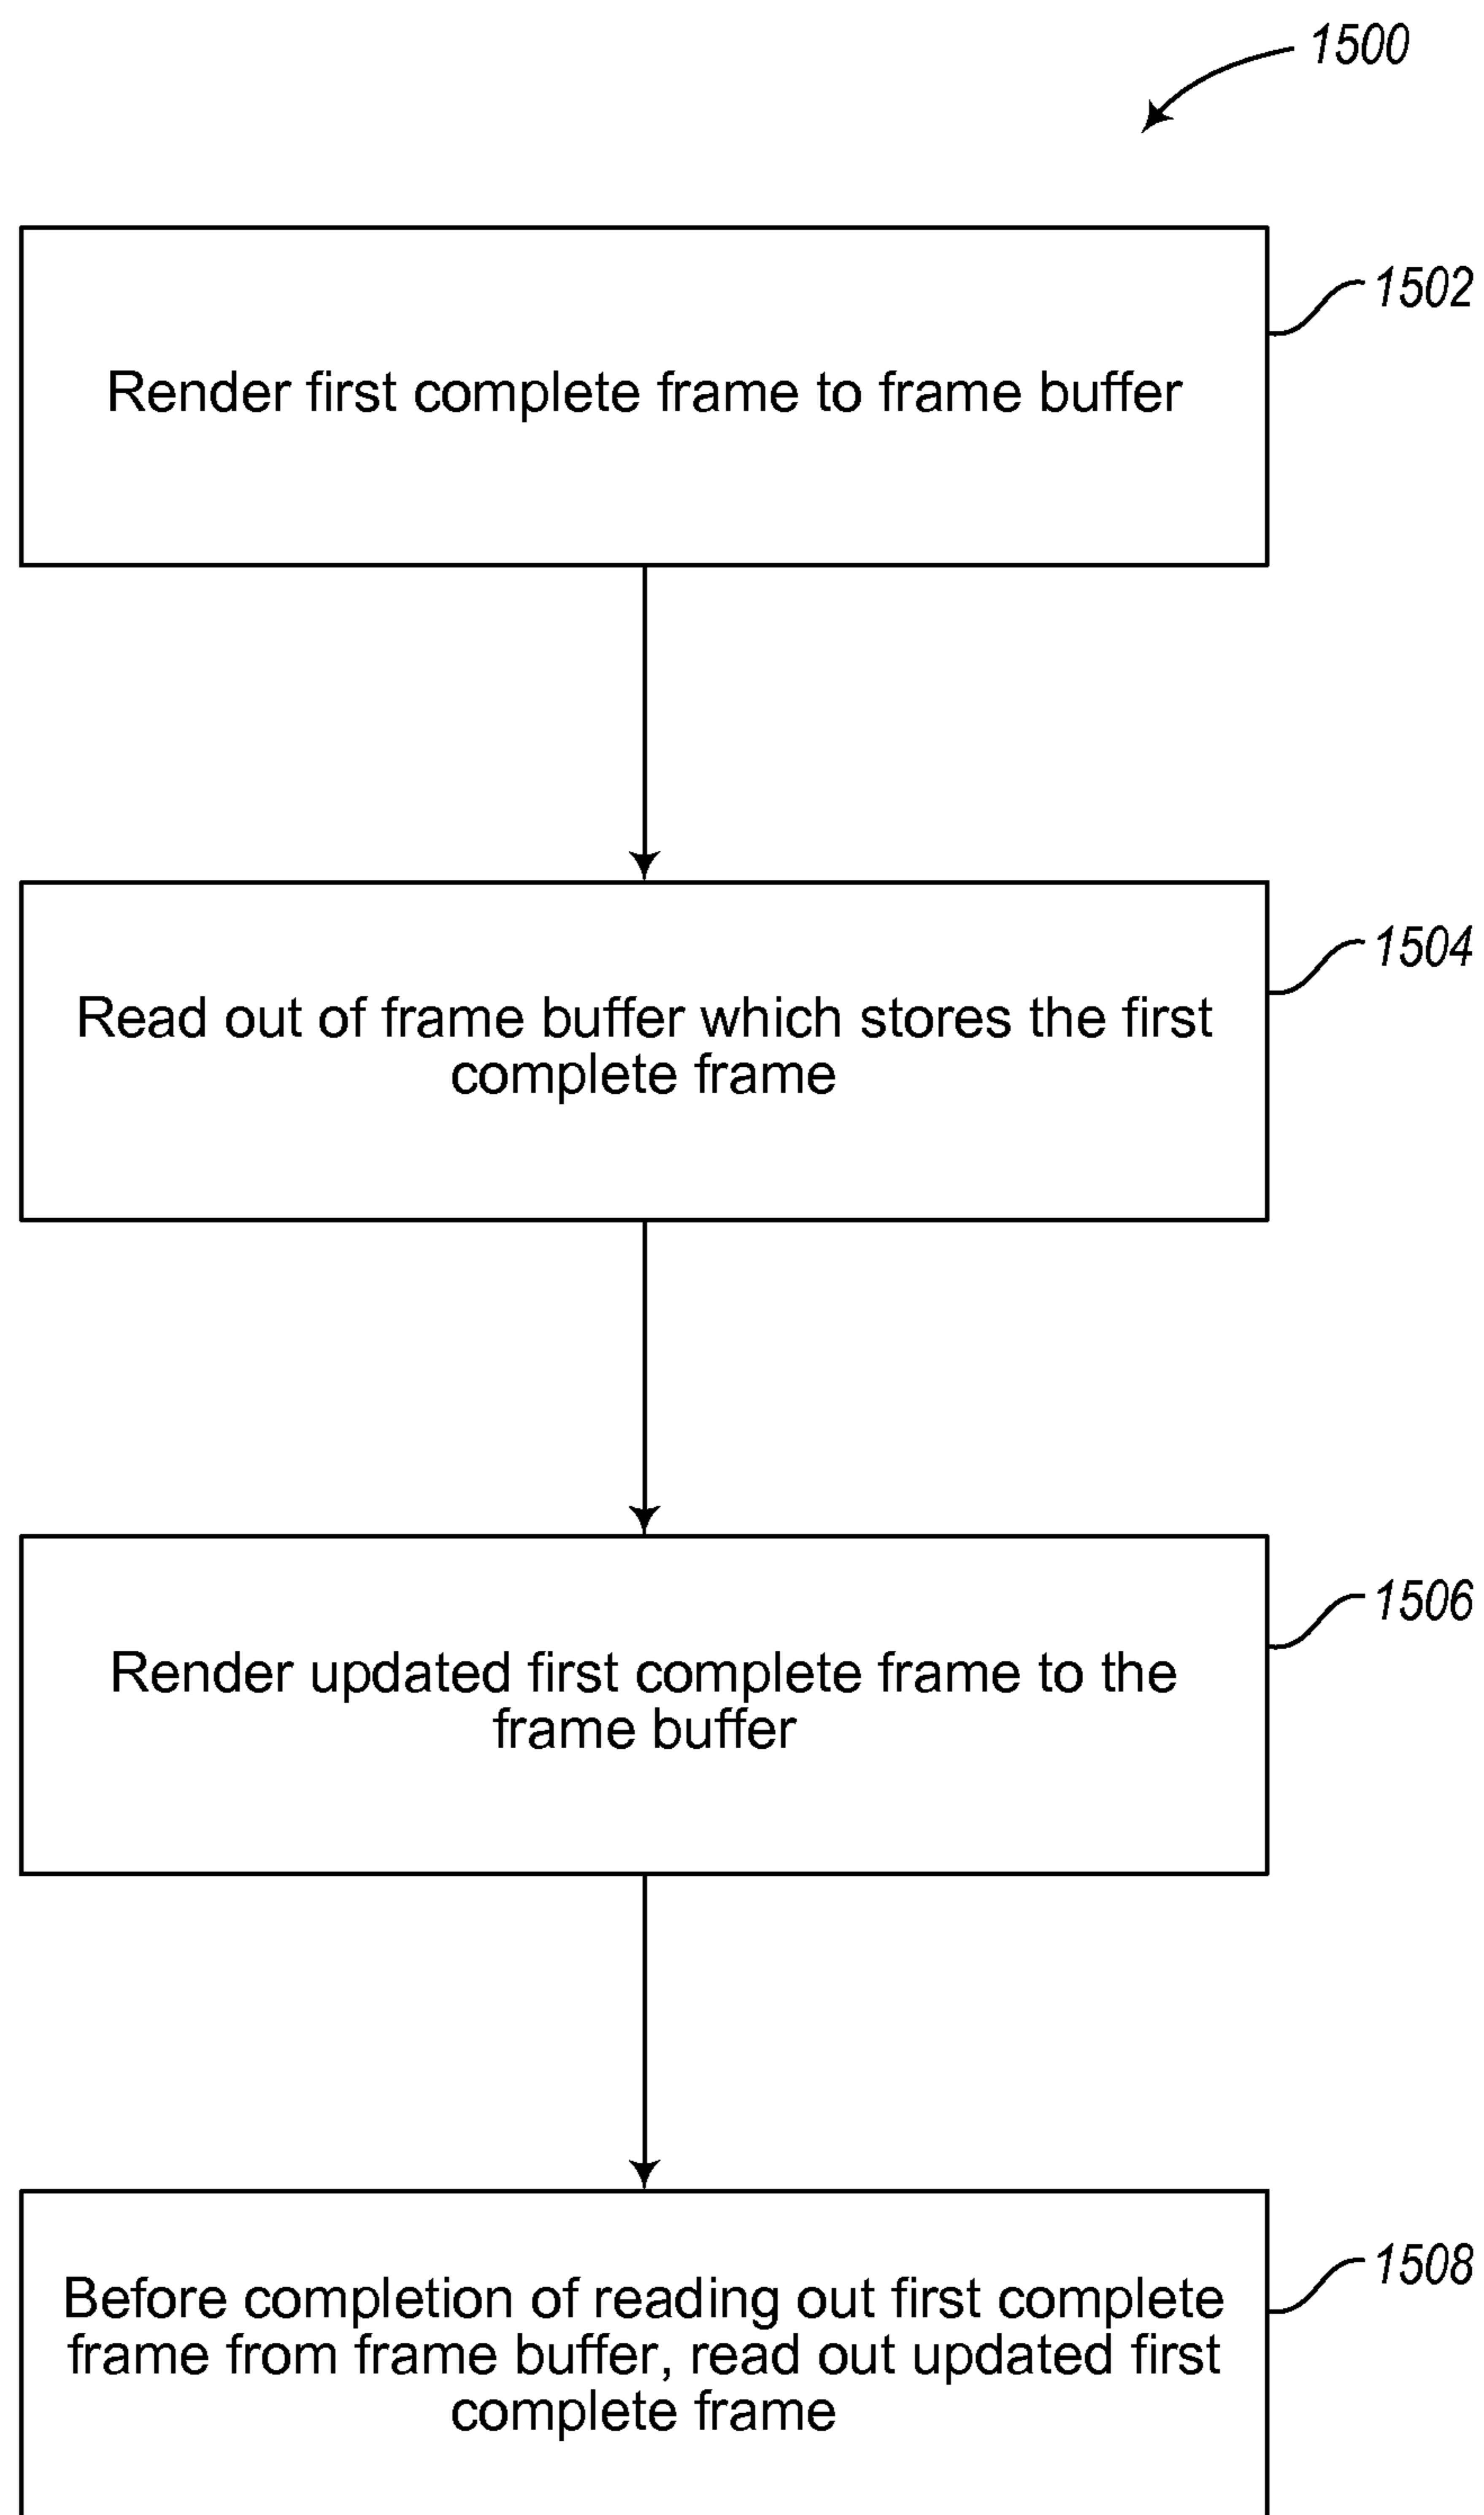 1500
1502
Render first complete frame to frame buffer
1504
Read out of frame buffer which stores the first
complete frame
1506
Render updated first complete frame to the
frame buffer
1508
Before completion of reading out first complete
frame from frame buffer, read out updated first
complete frame